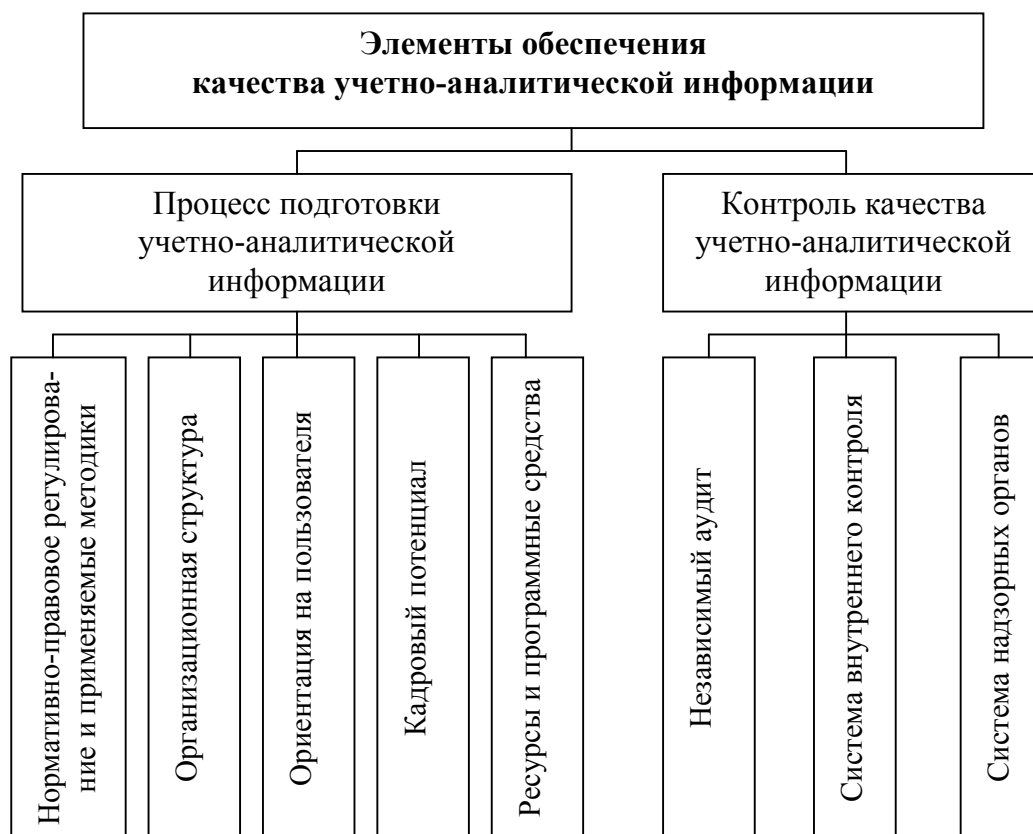 Элементы обеспечения
качества учетно-аналитической информации
Процесс подготовки
учетно-аналитической
информации
Контроль качества
учетно-аналитической
информации
Нормативно-правовое регулирова-
ние и применяемые методики
Организационная структура
Ориентация на пользователя
Кадровый потенциал
Ресурсы и программные средства
Независимый аудит
Система внутреннего контроля
Система надзорных органов